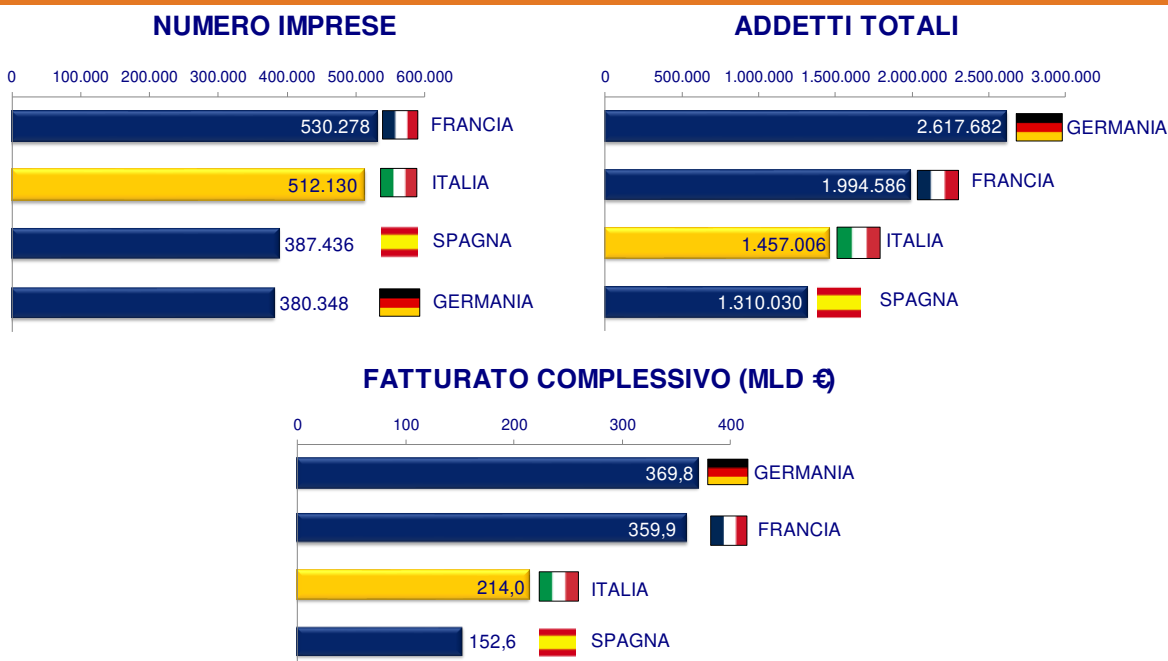 NUMERO IMPRESE
0 100.000 200.000 300.000 400.000 500.000 600.000
530.278 FRANCIA
512.130 ITALIA
387.436 SPAGNA
380.348 GERMANIA
ADDETTI TOTALI
0 500.000 1.000.000 1.500.000 2.000.000 2.500.000 3.000.000
2.617.682 GERMANIA
1.994.586 FRANCIA
1.457.006 ITALIA
1.310.030 SPAGNA
FATTURATO COMPLESSIVO (MLD €)
0 100 200 300 400
369,8 GERMANIA
359,9 FRANCIA
214,0 ITALIA
152,6 SPAGNA